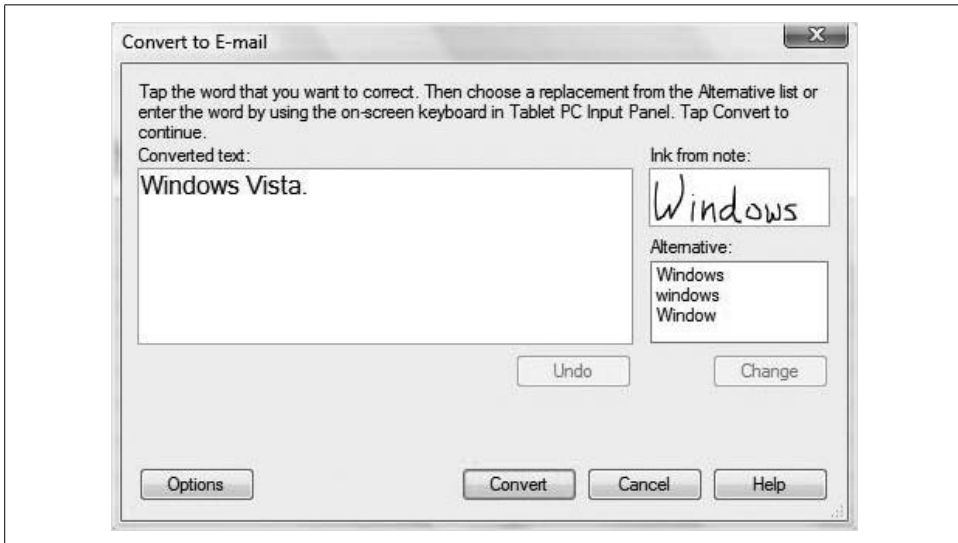 Convert to E-mail
Tap the word that you want to correct. Then choose a replacement from the Alternative list or
enter the word by using the on-screen keyboard in Tablet PC Input Panel. Tap Convert to
continue.
Converted text:
Ink from note:
Windows Vista.
Windows
Alternative:
Windows
windows
Window
Undo
Change
Options
Convert
Cancel
Help